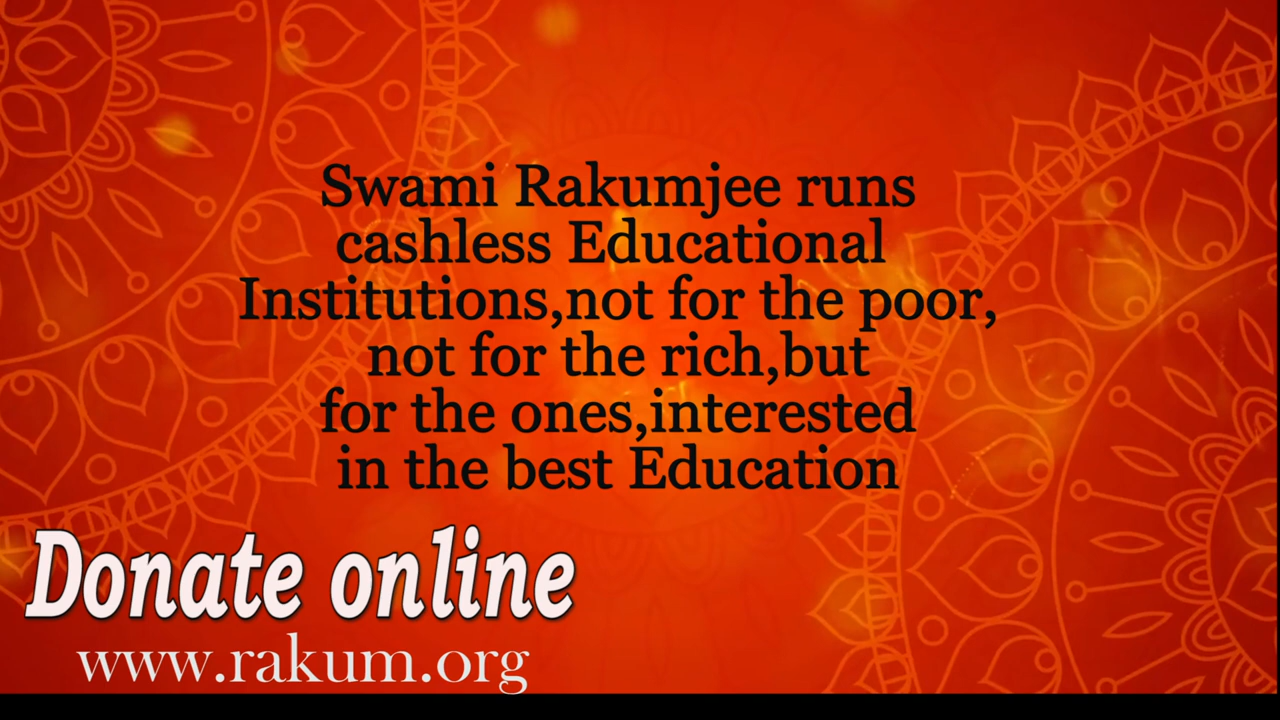 Swami Rakumjee runs
cashless Educational
Institutions,not for the poor,
not for the rich,but
for the ones,interested
in the best Education
Donate online
www.rakum.org